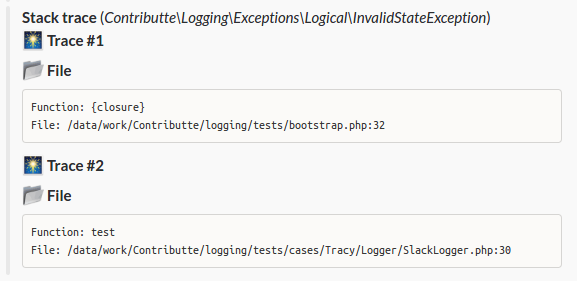 Stack trace (Contributte\Logging\Exceptions\Logical\InvalidStateException)
Trace #1
File
Function: {closure}
File: /data/work/Contributte/logging/tests/bootstrap.php:32
Trace #2
File
Function: test
File: /data/work/Contributte/logging/tests/cases/Tracy/Logger/SlackLogger.php:30